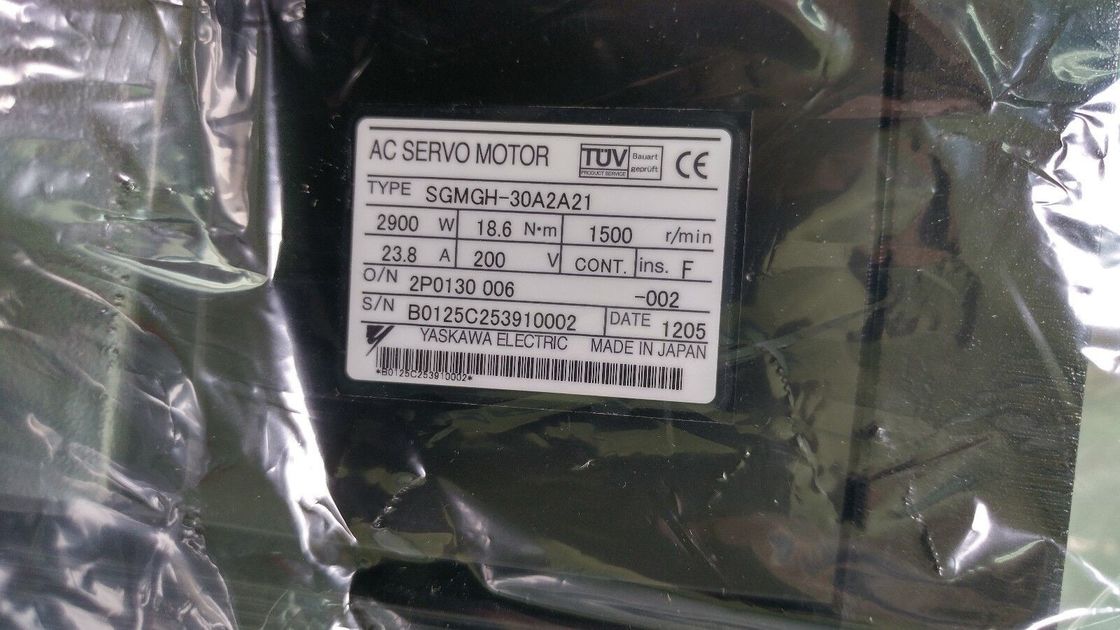 AC SERVO MOTOR TÜV PRODUCT SERVICE Bauart geprüft CE
TYPE SGMGH-30A2A21
2900 W 18.6 N•m 1500 r/min
23.8 A 200 V CONT. ins. F
O/N 2P0130 006 -002
S/N B0125C253910002 DATE 1205
YASKAWA ELECTRIC MADE IN JAPAN
*B0125C253910002*